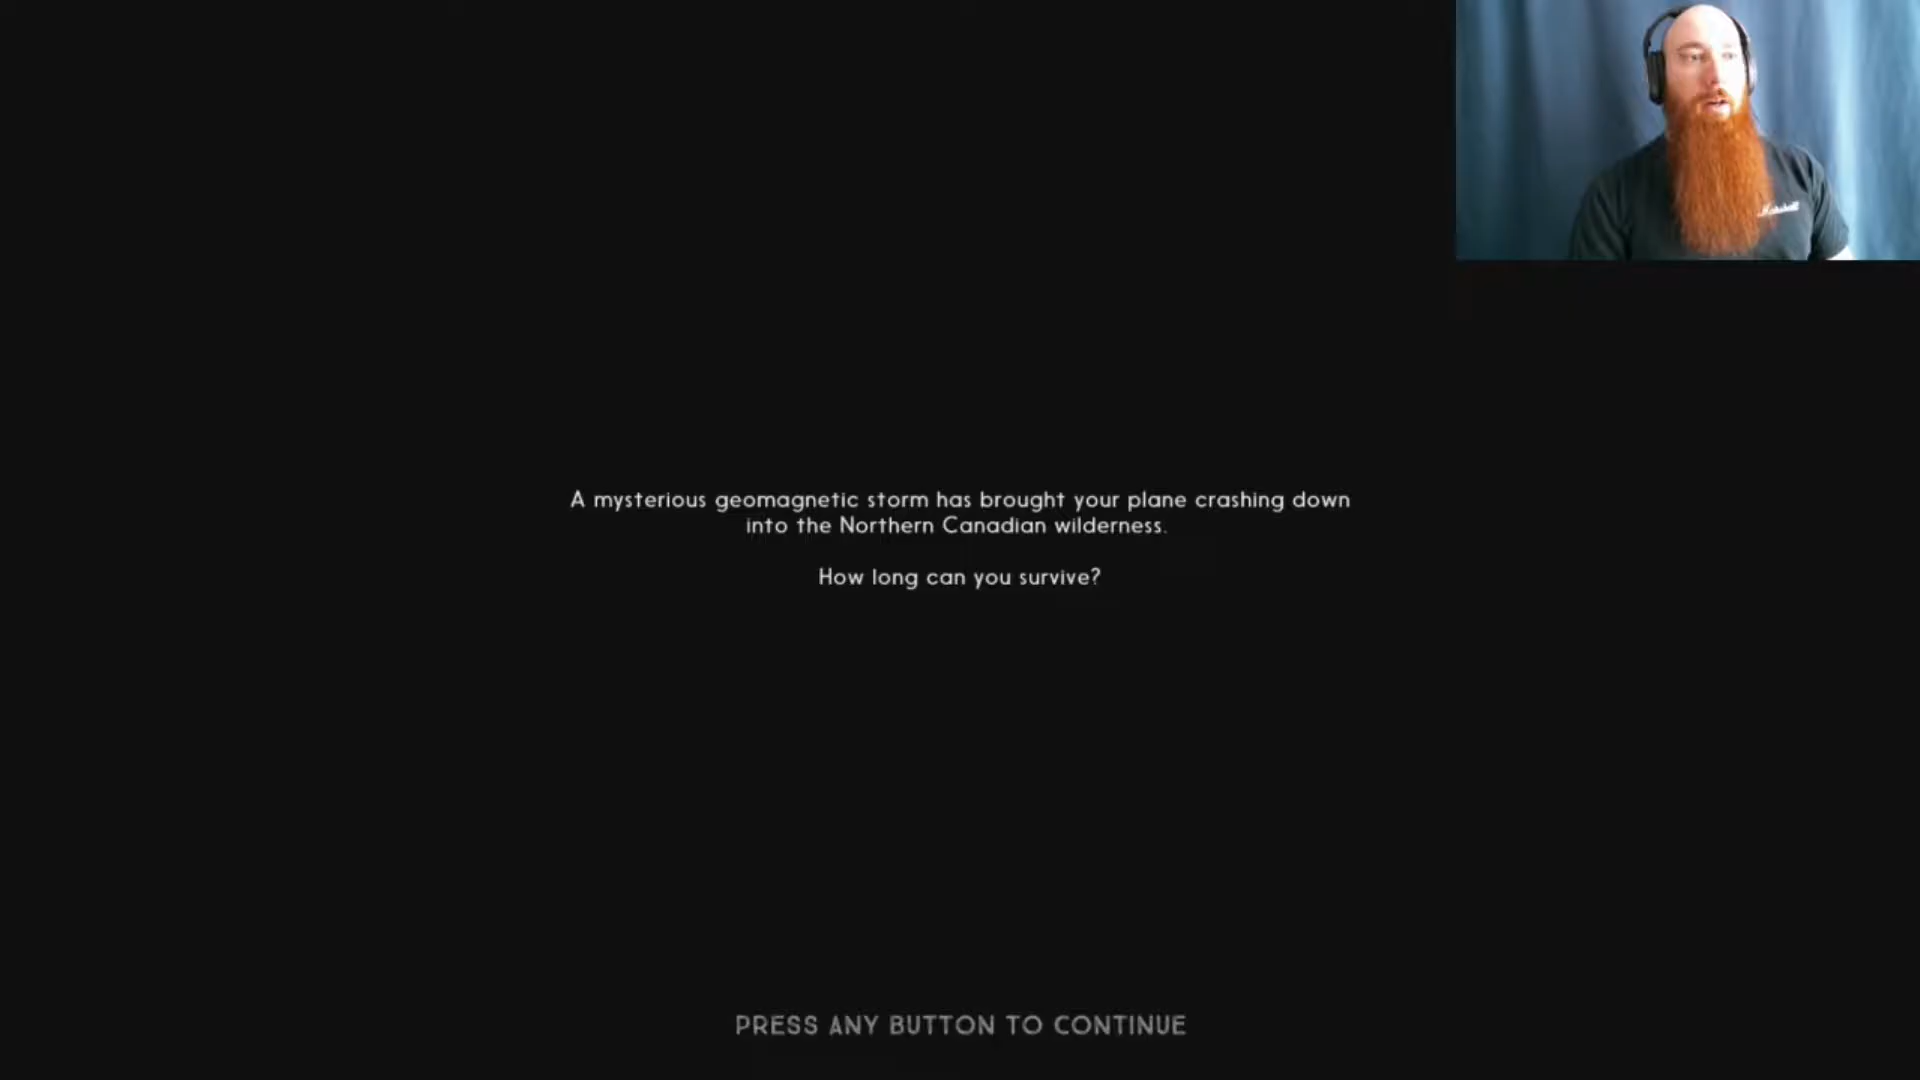 Marshall
A mysterious geomagnetic storm has brought your plane crashing down
into the Northern Canadian wilderness.
How long can you survive?
PRESS ANY BUTTON TO CONTINUE